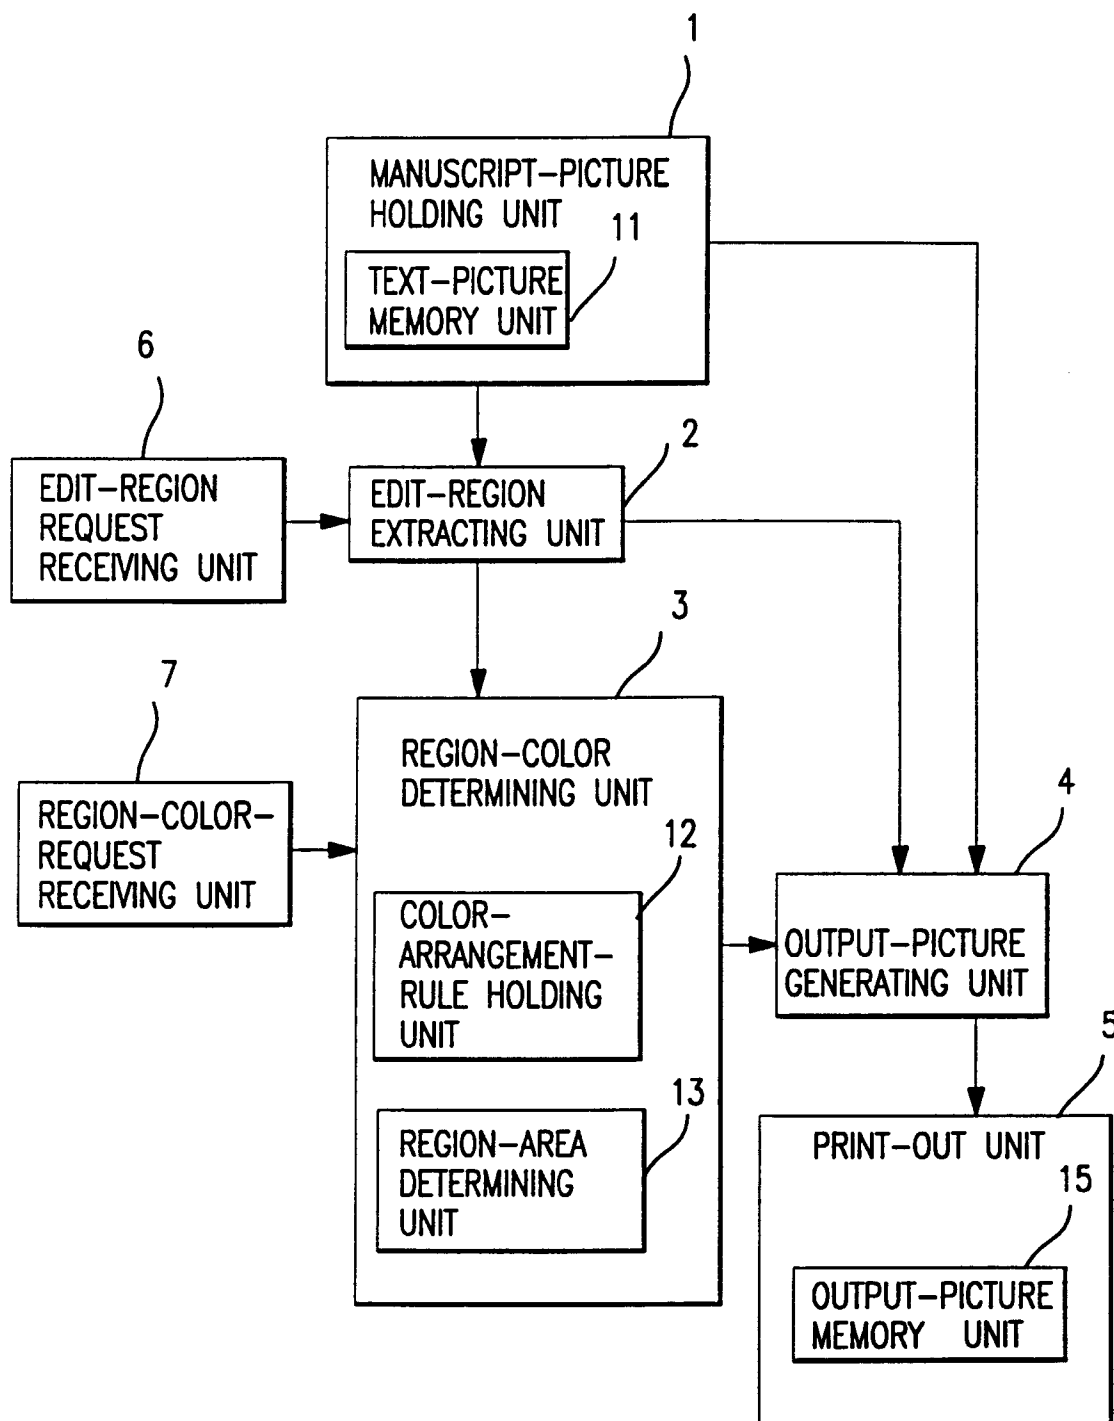 1
MANUSCRIPT-PICTURE
HOLDING UNIT
11
TEXT-PICTURE
MEMORY UNIT
6
EDIT-REGION
REQUEST
RECEIVING UNIT
2
EDIT-REGION
EXTRACTING UNIT
3
7
REGION-COLOR-
REQUEST
RECEIVING UNIT
REGION-COLOR
DETERMINING UNIT
12
COLOR-
ARRANGEMENT-
RULE HOLDING
UNIT
13
REGION-AREA
DETERMINING
UNIT
4
OUTPUT-PICTURE
GENERATING UNIT
5
PRINT-OUT UNIT
15
OUTPUT-PICTURE
MEMORY UNIT